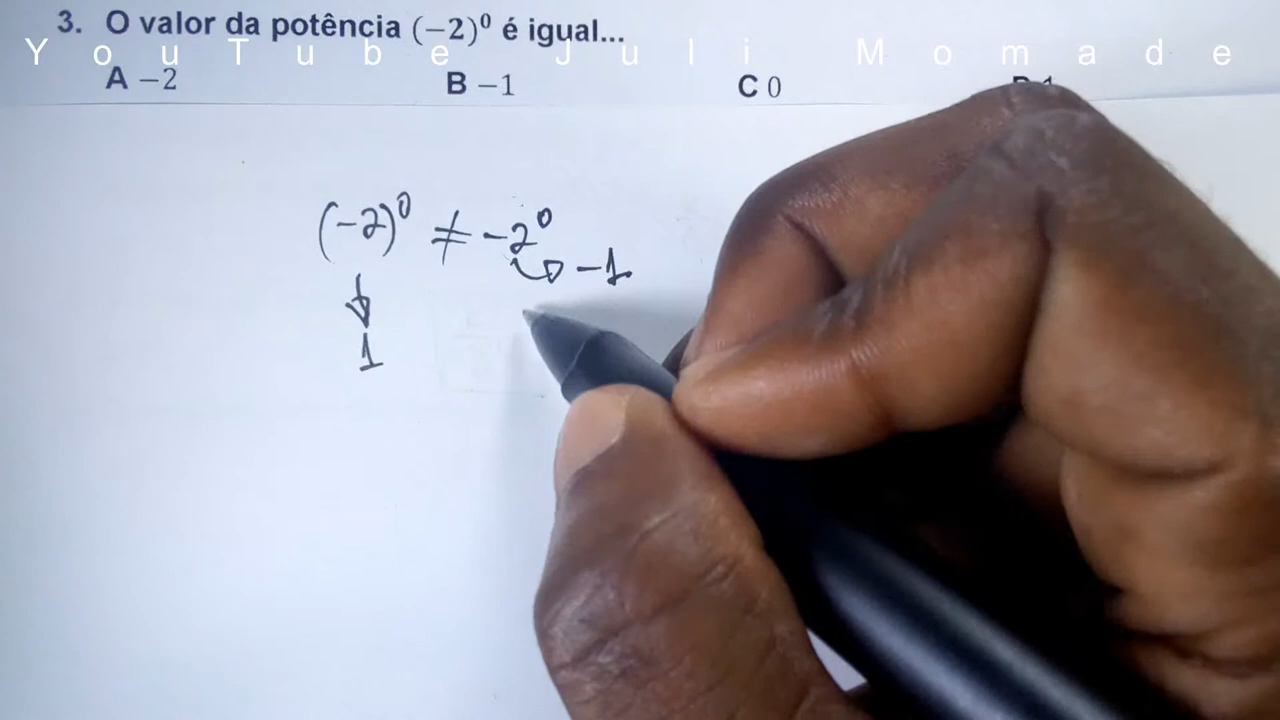 3. O valor da potência (−2)⁰ é igual...
YouTube Juli Momade
A −2 B −1 C 0
(−2)⁰ ≠ −2⁰
−1
1